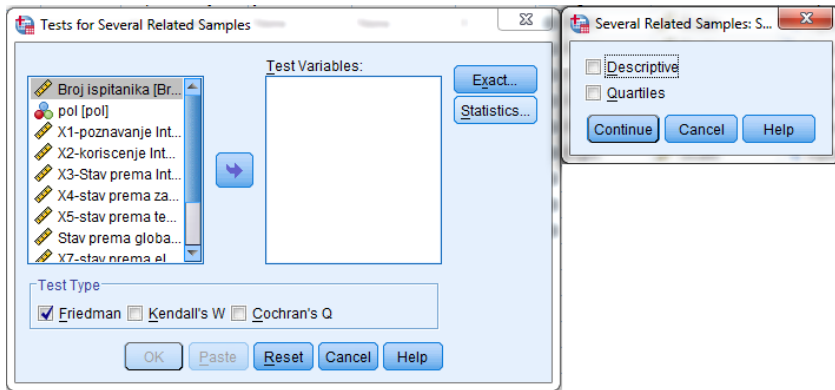 Tests for Several Related Samples
Test Variables:
Broj ispitanika [Br...
pol [pol]
X1-poznavanje Int...
X2-koriscenje Int...
X3-Stav prema Int...
X4-stav prema za...
X5-stav prema te...
Stav prema globa...
X7-stav prema el
Exact...
Statistics...
Test Type
Friedman
Kendall's W
Cochran's Q
OK
Paste
Reset
Cancel
Help
Several Related Samples: S...
Descriptive
Quartiles
Continue
Cancel
Help